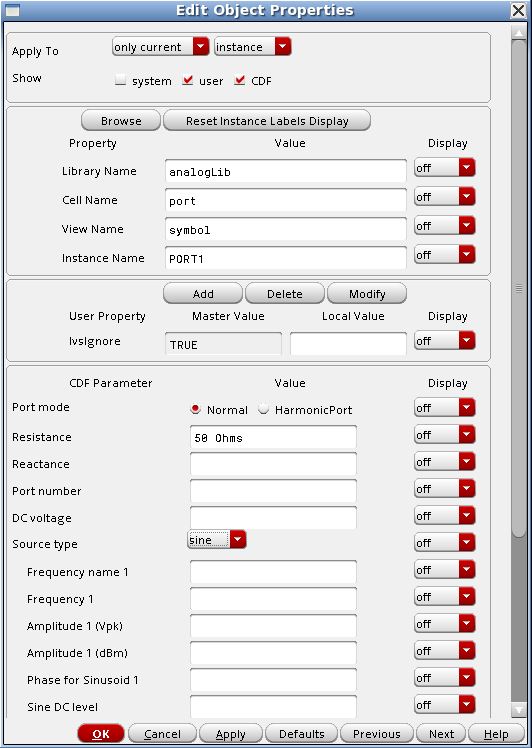 Edit Object Properties
Apply To only current instance
Show system user CDF
Browse Reset Instance Labels Display
Property Value Display
Library Name analogLib off
Cell Name port off
View Name symbol off
Instance Name PORT1 off
Add Delete Modify
User Property Master Value Local Value Display
lvsIgnore TRUE off
CDF Parameter Value Display
Port mode Normal HarmonicPort off
Resistance 50 Ohms off
Reactance off
Port number off
DC voltage off
Source type sine off
Frequency name 1 off
Frequency 1 off
Amplitude 1 (Vpk) off
Amplitude 1 (dBm) off
Phase for Sinusoid 1 off
Sine DC level off
OK Cancel Apply Defaults Previous Next Help